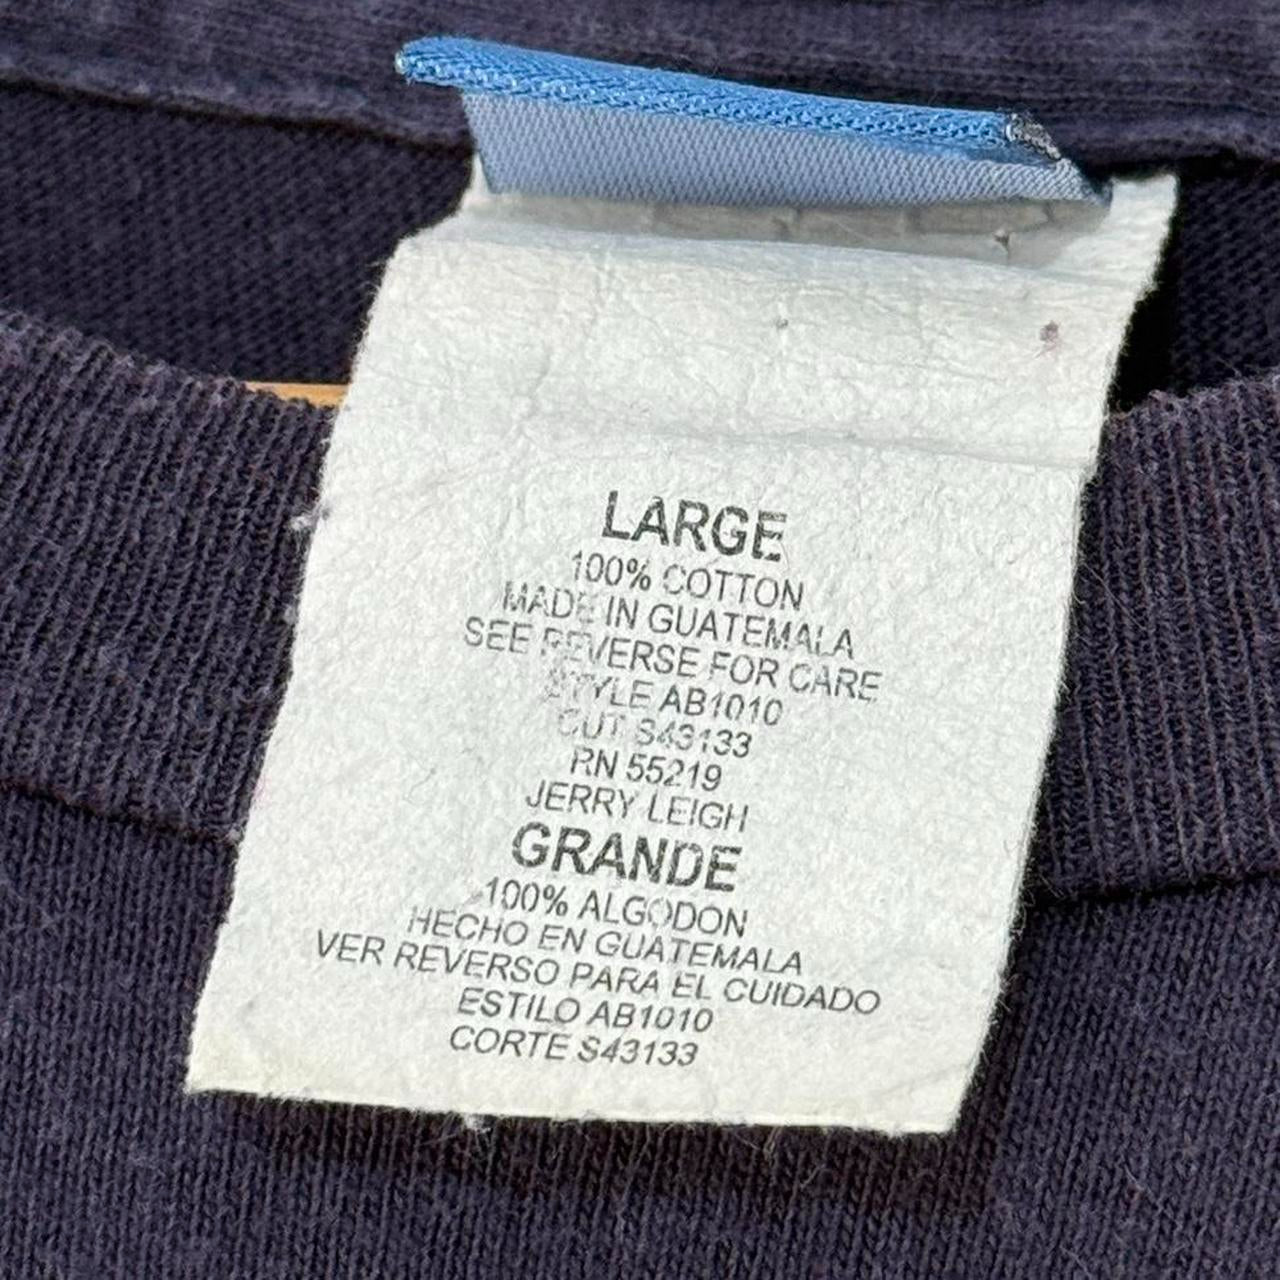 LARGE
100% COTTON
MADE IN GUATEMALA
SEE REVERSE FOR CARE
STYLE AB1010
CUT S43133
RN 55219
JERRY LEIGH
GRANDE
100% ALGODON
HECHO EN GUATEMALA
VER REVERSO PARA EL CUIDADO
ESTILO AB1010
CORTE S43133